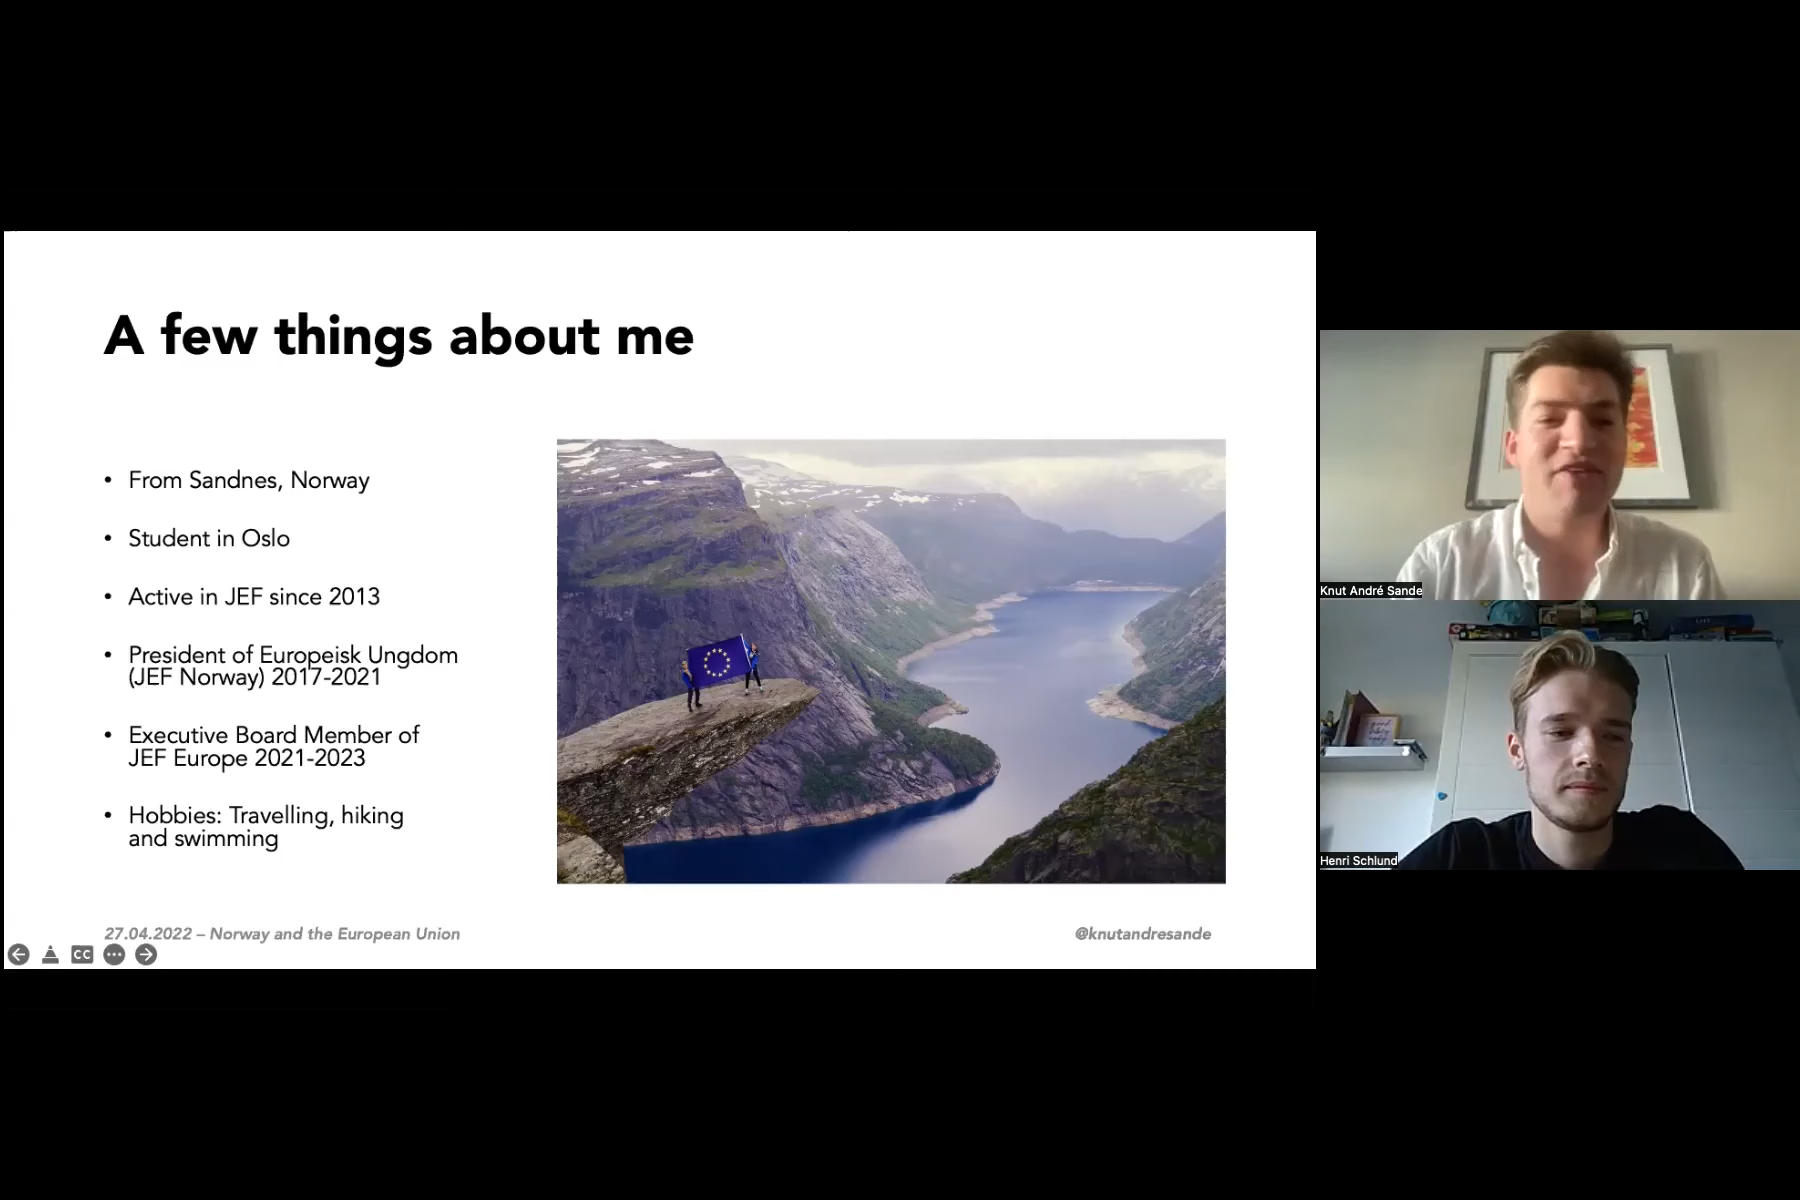 A few things about me
• From Sandnes, Norway
• Student in Oslo
• Active in JEF since 2013
• President of Europeisk Ungdom
(JEF Norway) 2017-2021
• Executive Board Member of
JEF Europe 2021-2023
• Hobbies: Travelling, hiking
and swimming
27.04.2022 – Norway and the European Union
@knutandresande
CC
Knut André Sande
Henri Schlund